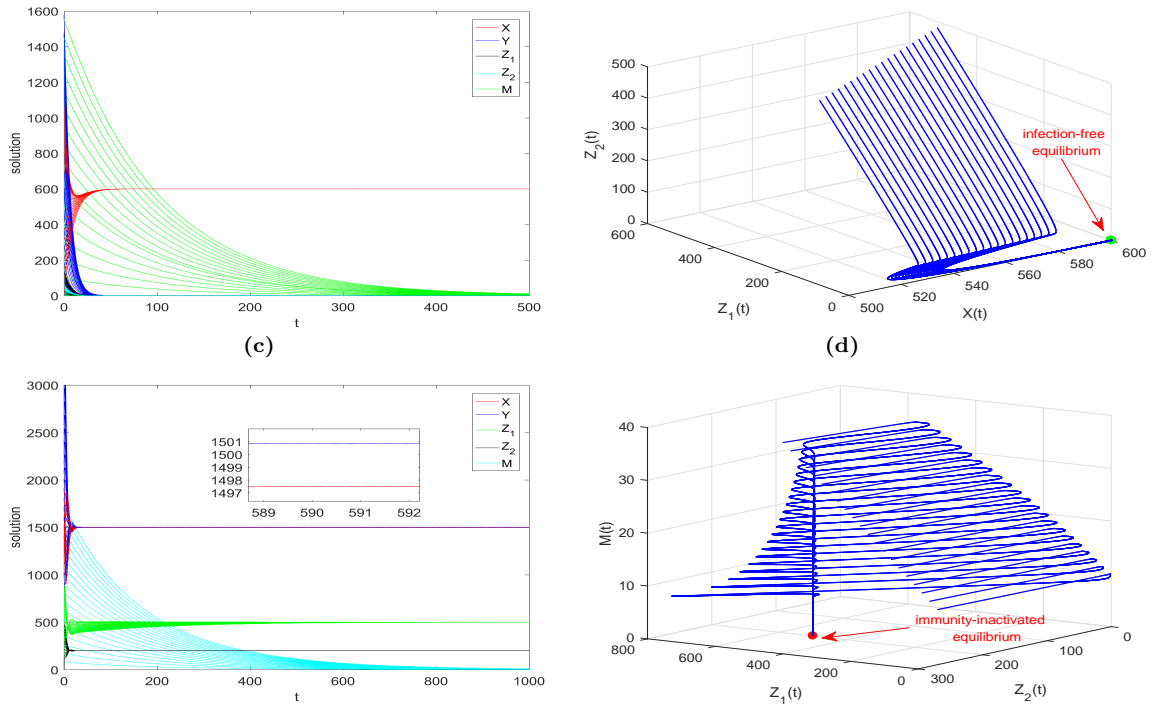 1600
1400
1200
1000
800
600
400
200
0
solution
0 100 200 300 400 500
t
X
Y
Z1
Z2
M
(c)
500
400
300
200
100
0
Z2(t)
600
400
200
0
Z1(t)
500
520
540
560
580
600
X(t)
infection-free
equilibrium
(d)
3000
2500
2000
1500
1000
500
0
solution
0 200 400 600 800 1000
t
1501
1500
1499
1498
1497
589 590 591 592
X
Y
Z1
Z2
M
40
30
20
10
0
M(t)
800
600
400
200
0
Z1(t)
300
200
100
0
Z2(t)
immunity-inactivated
equilibrium